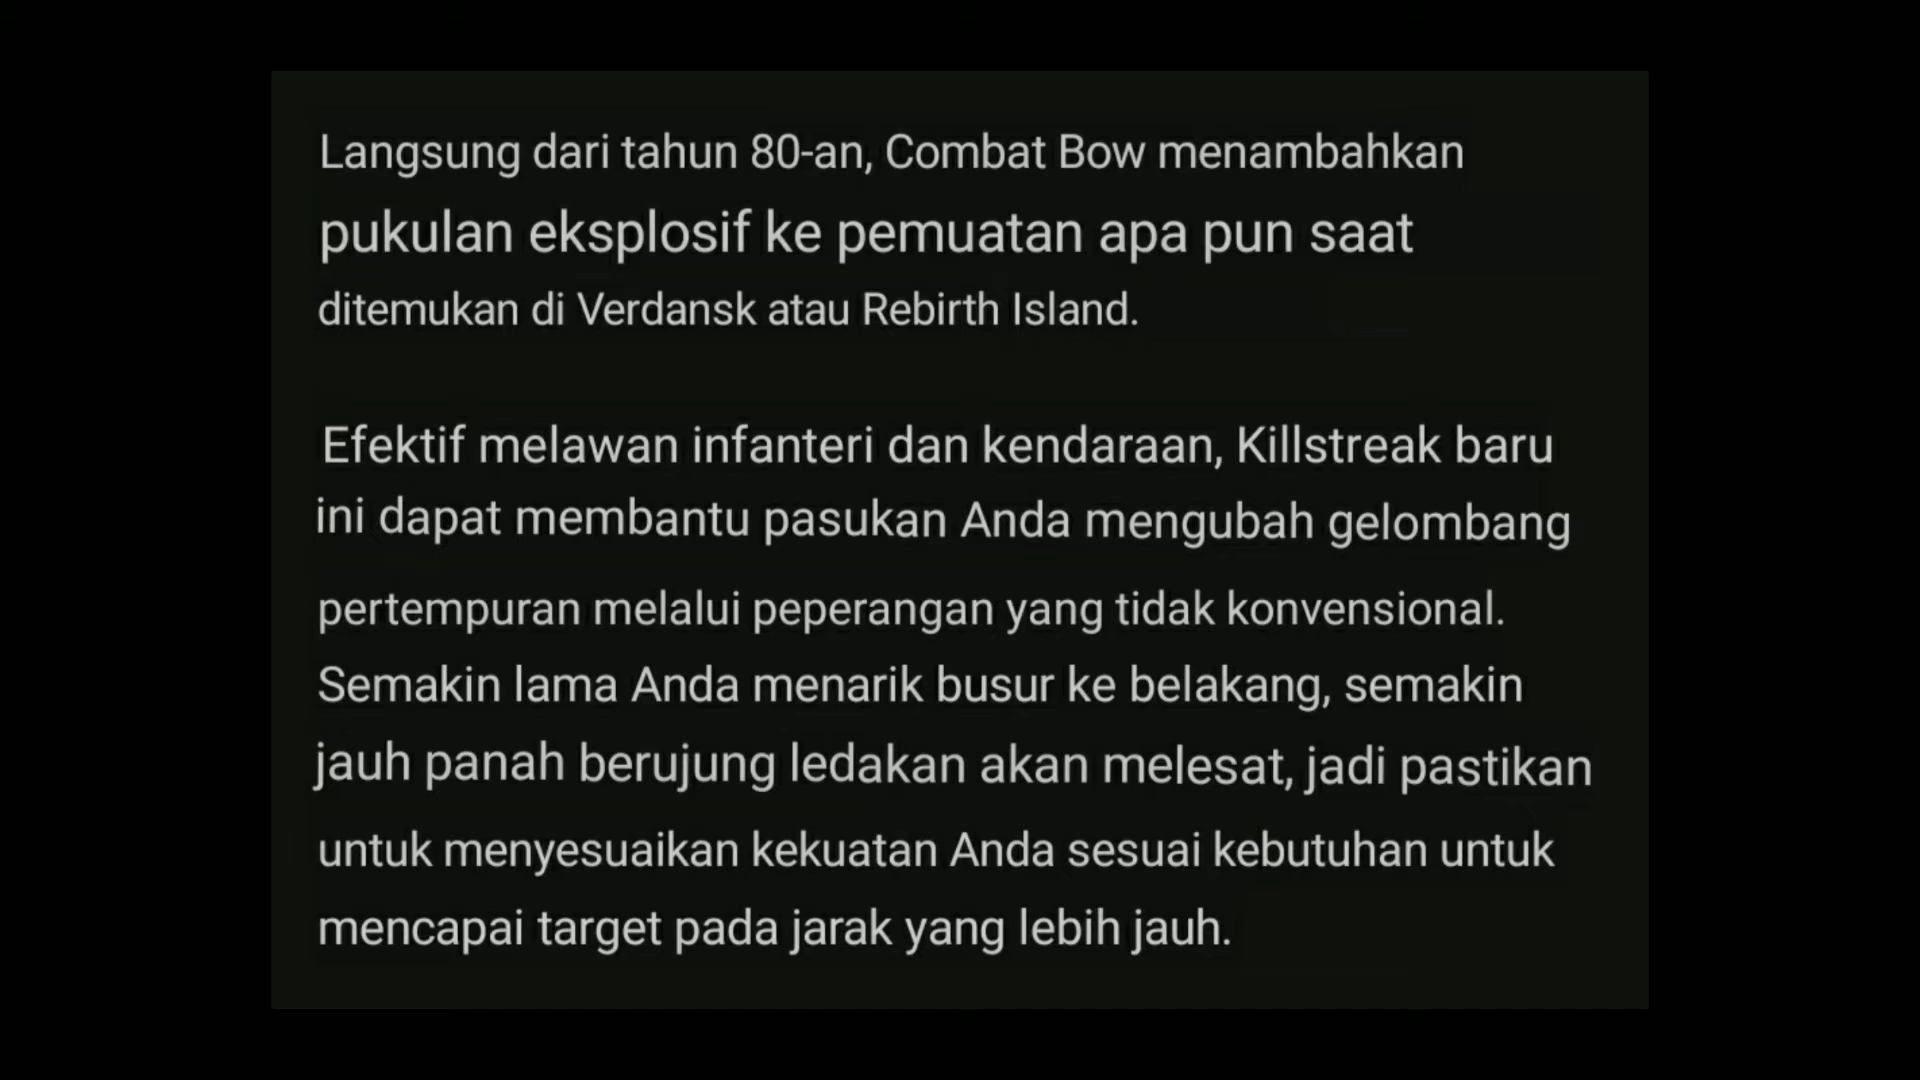 Langsung dari tahun 80-an, Combat Bow menambahkan
pukulan eksplosif ke pemuatan apa pun saat
ditemukan di Verdansk atau Rebirth Island.
Efektif melawan infanteri dan kendaraan, Killstreak baru
ini dapat membantu pasukan Anda mengubah gelombang
pertempuran melalui peperangan yang tidak konvensional.
Semakin lama Anda menarik busur ke belakang, semakin
jauh panah berujung ledakan akan melesat, jadi pastikan
untuk menyesuaikan kekuatan Anda sesuai kebutuhan untuk
mencapai target pada jarak yang lebih jauh.